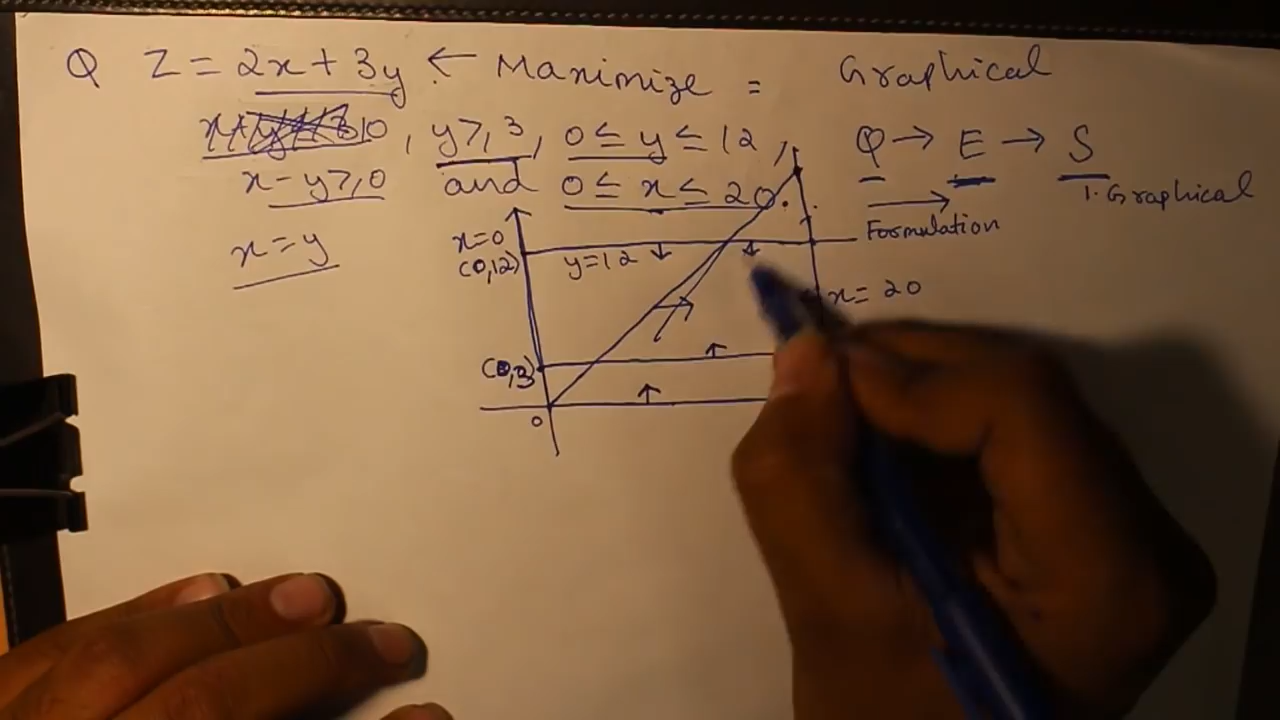 Q Z = 2x + 3y ← Maximize = Graphical
, y ≥ 3, 0 ≤ y ≤ 12,
Q → E → S
x - y ≥ 0 and 0 ≤ x ≤ 20.
1. Graphical
Formulation
x = y
x=0
(0,12)
y=12
x= 20
(0,3)
0